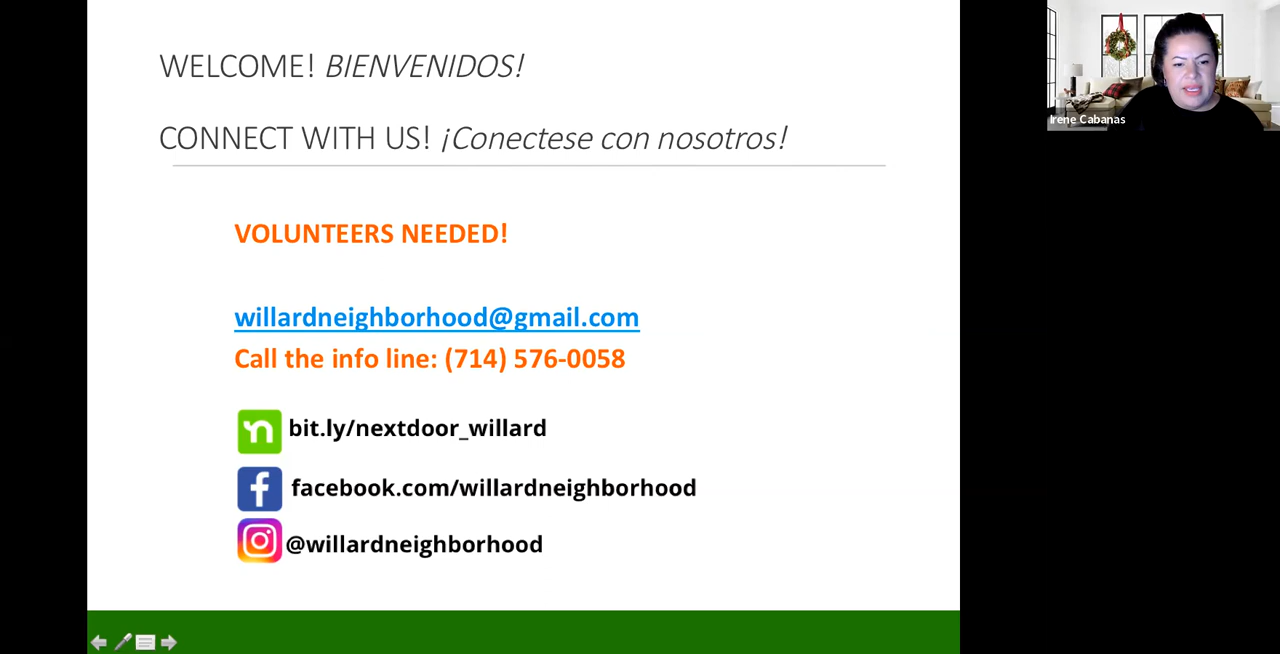 WELCOME! BIENVENIDOS!
CONNECT WITH US! ¡Conectese con nosotros!
VOLUNTEERS NEEDED!
willardneighborhood@gmail.com
Call the info line: (714) 576-0058
bit.ly/nextdoor_willard
facebook.com/willardneighborhood
@willardneighborhood
Irene Cabanas